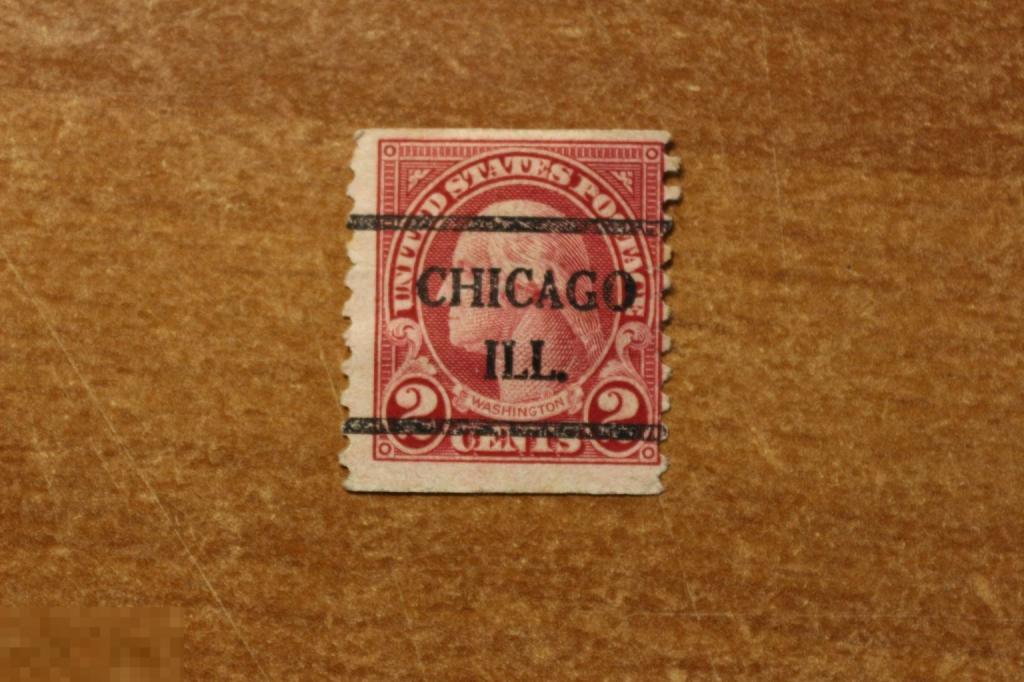 UNITED STATES POSTAGE
CHICAGO
ILL.
WASHINGTON
2 2
CENTS